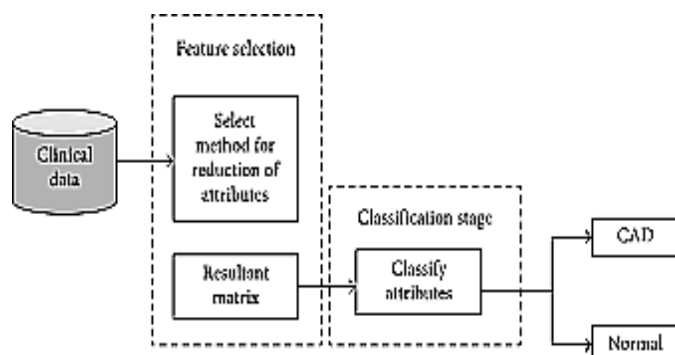 Feature selection
Clinical
data
Select
method for
reduction of
attributes
Resultant
matrix
Classification stage
Classify
attributes
CAD
Normal